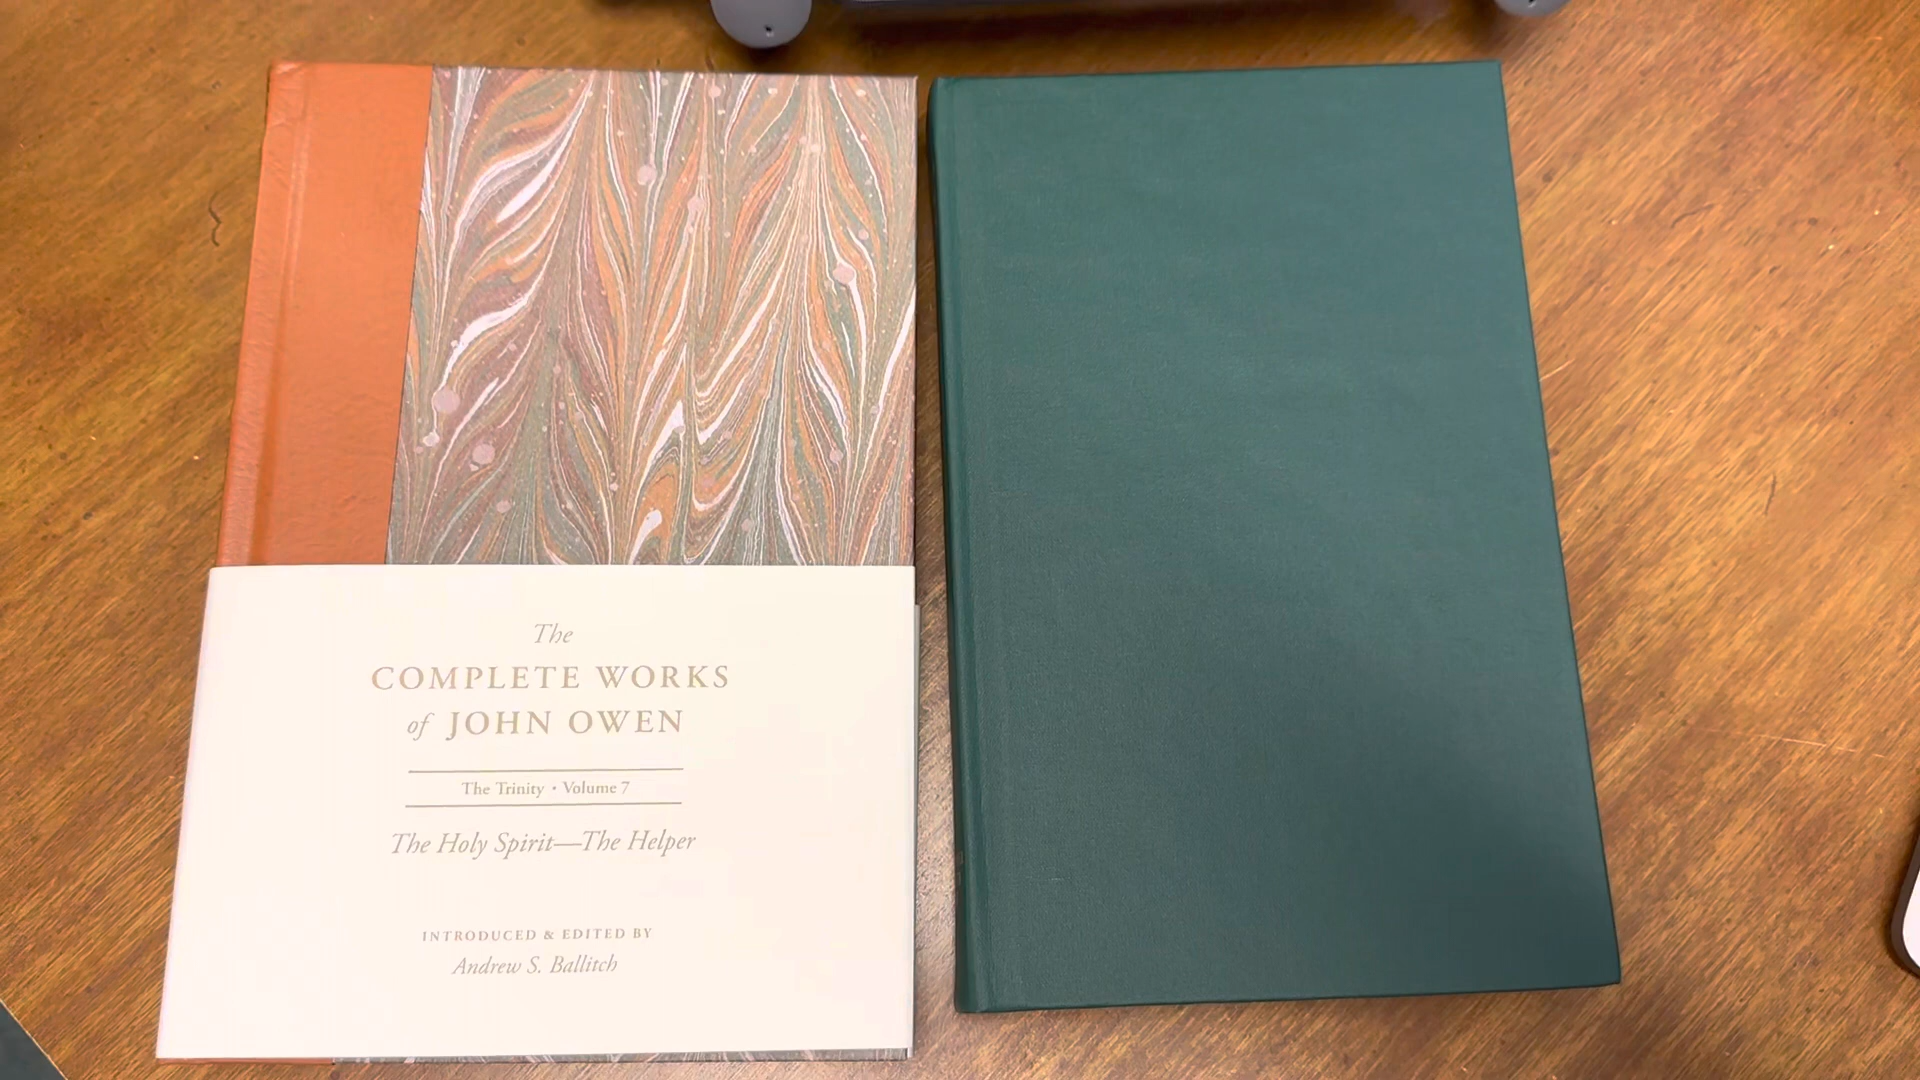 The
COMPLETE WORKS
of JOHN OWEN
The Trinity • Volume 7
The Holy Spirit—The Helper
INTRODUCED & EDITED BY
Andrew S. Ballitch